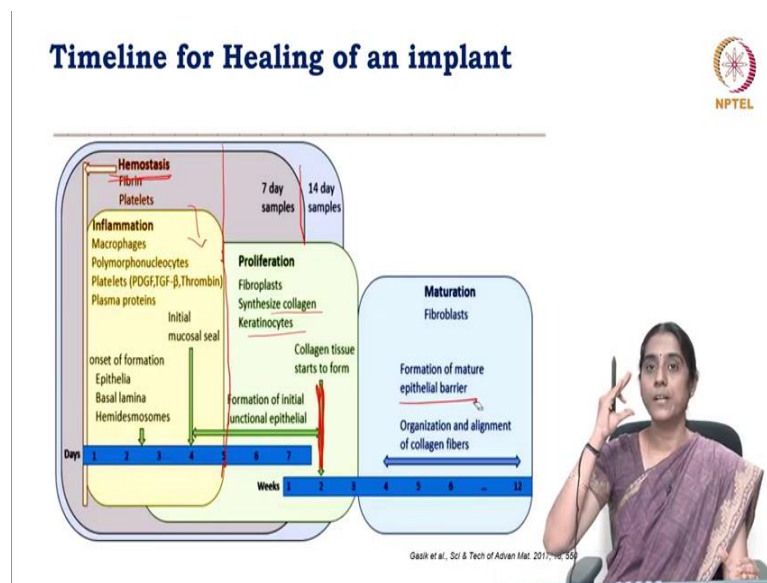 Timeline for Healing of an implant
NPTEL
Hemostasis
Fibrin
Platelets
7 day
samples
14 day
samples
Inflammation
Macrophages
Polymorphonucleocytes
Platelets (PDGF,TGF-β,Thrombin)
Plasma proteins
Initial
mucosal seal
onset of formation
Epithelia
Basal lamina
Hemidesmosomes
Proliferation
Fibroplasts
Synthesize collagen
Keratinocytes
Collagen tissue
starts to form
Formation of initial
junctional epithelial
Maturation
Fibroblasts
Formation of mature
epithelial barrier
Organization and alignment
of collagen fibers
Days 1 2 3 4 5 6 7
Weeks 1 2 3 4 5 6 ... 12
Gasik et al., Sci & Tech of Advan Mat. 2017, 550